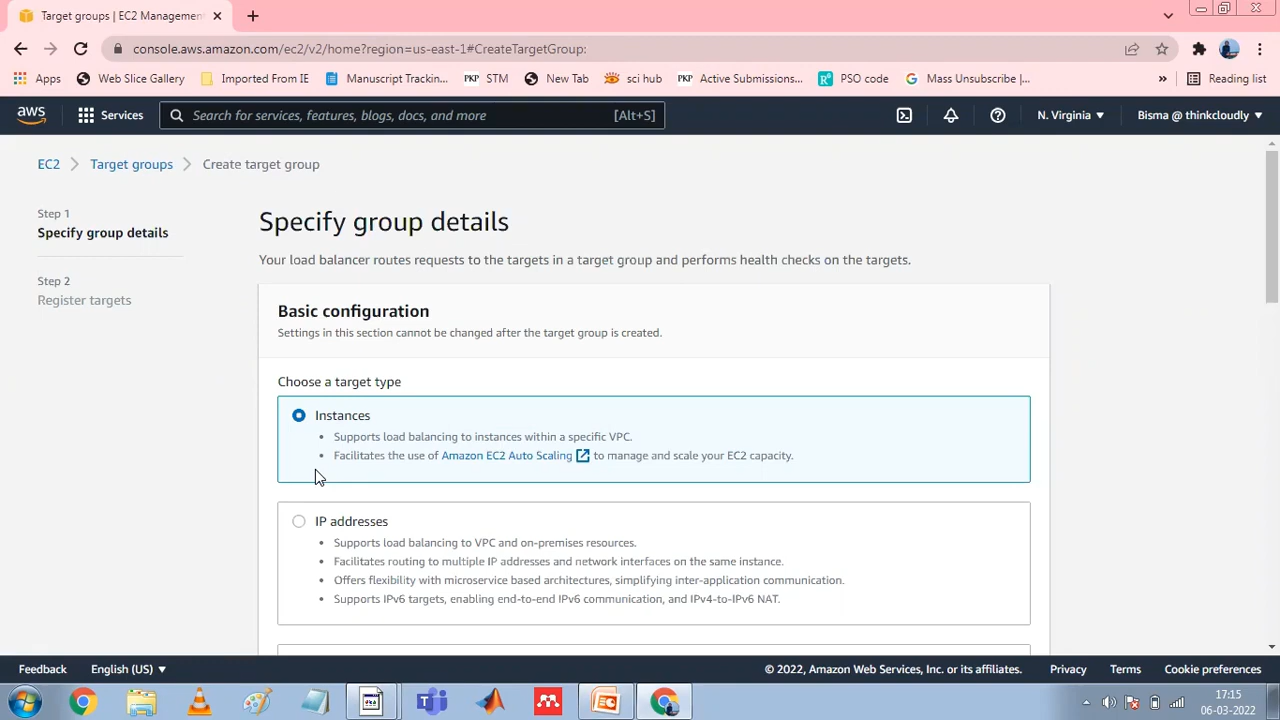 Target groups | EC2 Management
console.aws.amazon.com/ec2/v2/home?region=us-east-1#CreateTargetGroup:
Apps
Web Slice Gallery
Imported From IE
Manuscript Trackin...
PKP STM
New Tab
sci hub
PKP Active Submissions...
PSO code
G Mass Unsubscribe |...
»
Reading list
aws
Services
Search for services, features, blogs, docs, and more [Alt+S]
N. Virginia
Bisma @ thinkcloudly
EC2 > Target groups > Create target group
Step 1
Specify group details
Step 2
Register targets
Specify group details
Your load balancer routes requests to the targets in a target group and performs health checks on the targets.
Basic configuration
Settings in this section cannot be changed after the target group is created.
Choose a target type
Instances
• Supports load balancing to instances within a specific VPC.
• Facilitates the use of Amazon EC2 Auto Scaling to manage and scale your EC2 capacity.
IP addresses
• Supports load balancing to VPC and on-premises resources.
• Facilitates routing to multiple IP addresses and network interfaces on the same instance.
• Offers flexibility with microservice based architectures, simplifying inter-application communication.
• Supports IPv6 targets, enabling end-to-end IPv6 communication, and IPv4-to-IPv6 NAT.
Feedback
English (US)
© 2022, Amazon Web Services, Inc. or its affiliates.
Privacy
Terms
Cookie preferences
17:15
06-03-2022